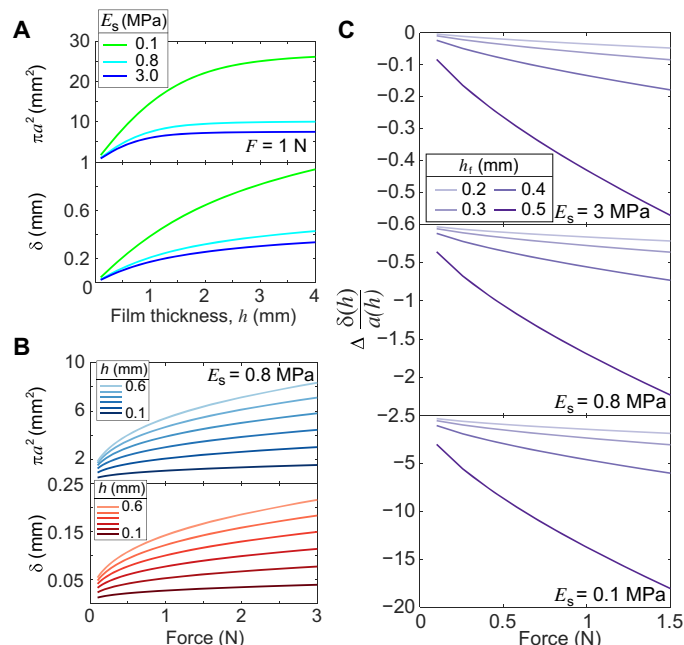 A
E_s (MPa)
0.1
0.8
3.0
πa² (mm²)
30
20
10
1
F = 1 N
1
δ (mm)
0.6
0.2
0
0 1 2 3 4
Film thickness, h (mm)
B
h (mm)
0.6
0.1
E_s = 0.8 MPa
πa² (mm²)
10
6
2
h (mm)
0.6
0.1
δ (mm)
0.25
0.15
0.05
0 1 2 3
Force (N)
C
0
−0.1
−0.2
−0.3
−0.4
−0.5
−0.6
h_f (mm)
0.2 0.4
0.3 0.5
E_s = 3 MPa
−0.5
−1
−1.5
−2
−2.5
Δ δ(h)/a(h)
E_s = 0.8 MPa
−5
−10
−15
−20
E_s = 0.1 MPa
0 0.5 1 1.5
Force (N)